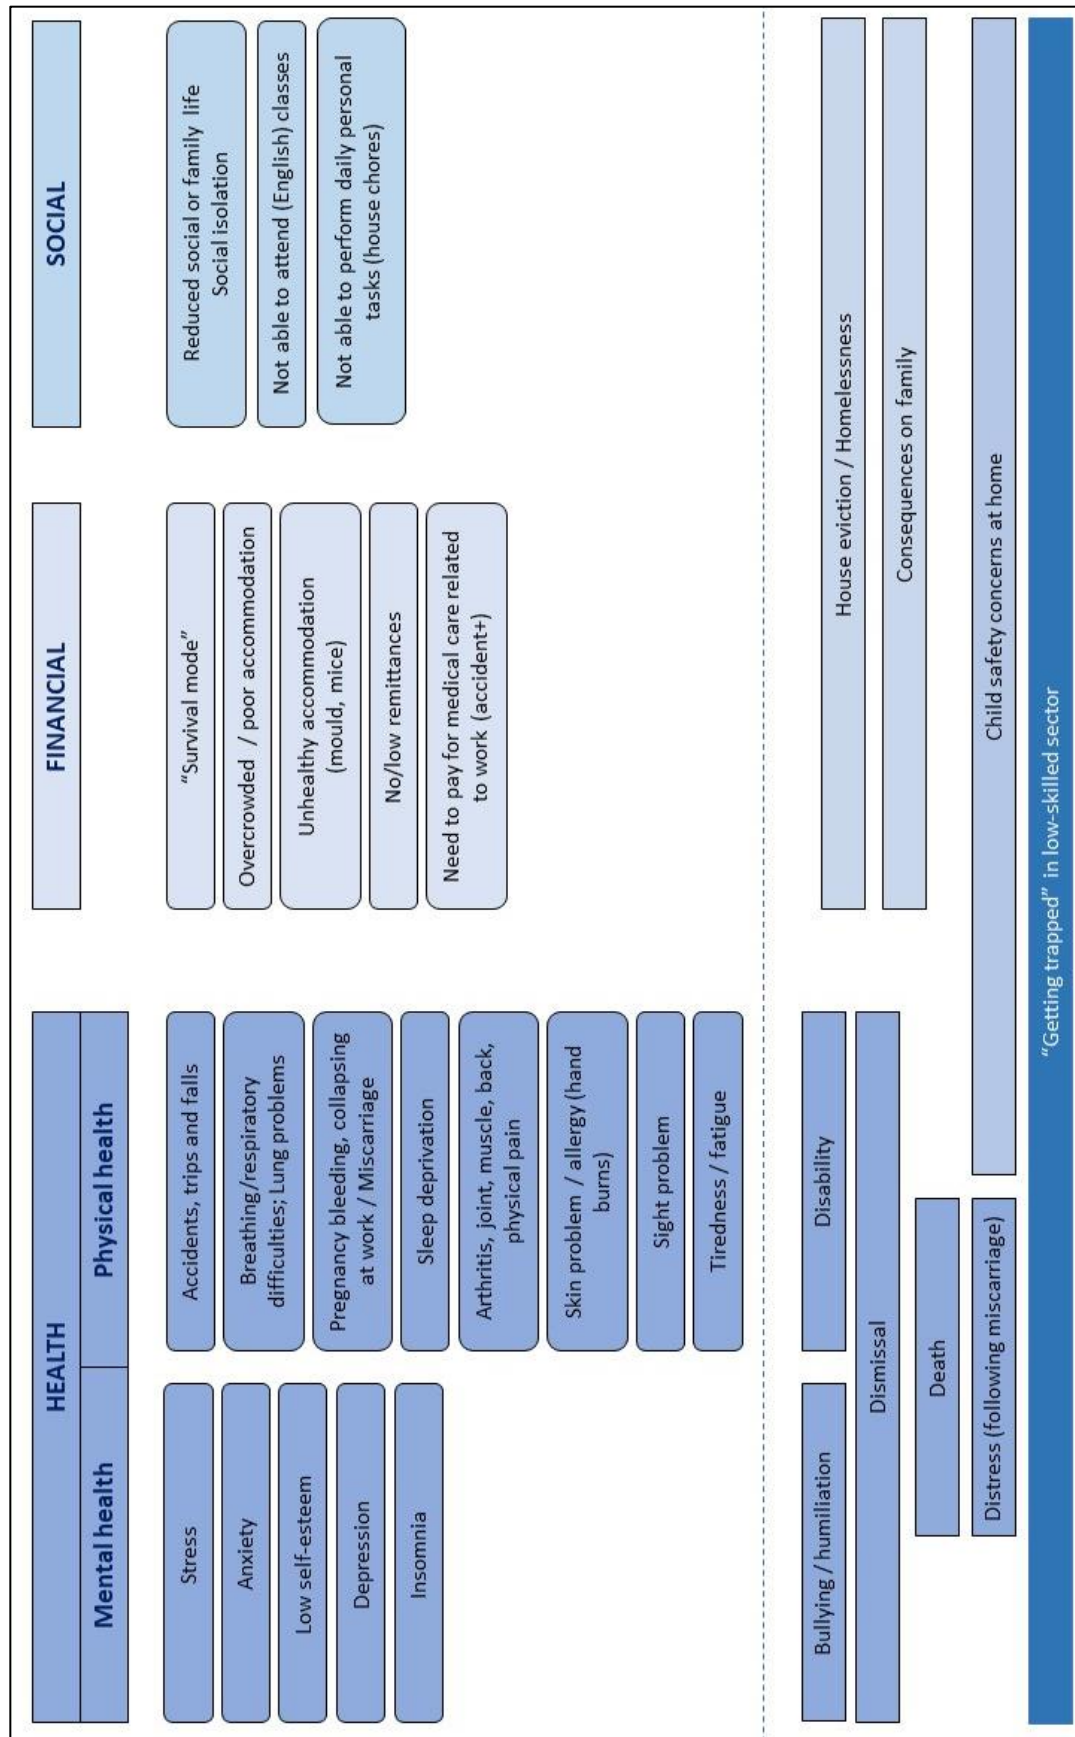 HEALTH
Mental health
Physical health
FINANCIAL
SOCIAL
Stress
Anxiety
Low self-esteem
Depression
Insomnia
Accidents, trips and falls
Breathing/respiratory
difficulties; Lung problems
Pregnancy bleeding, collapsing
at work / Miscarriage
Sleep deprivation
Arthritis, joint, muscle, back,
physical pain
Skin problem / allergy (hand
burns)
Sight problem
Tiredness / fatigue
“Survival mode”
Overcrowded / poor accommodation
Unhealthy accommodation
(mould, mice)
No/low remittances
Need to pay for medical care related
to work (accident+)
Reduced social or family life
Social isolation
Not able to attend (English) classes
Not able to perform daily personal
tasks (house chores)
Bullying / humiliation
Disability
House eviction / Homelessness
Dismissal
Consequences on family
Death
Distress (following miscarriage)
Child safety concerns at home
“Getting trapped” in low-skilled sector